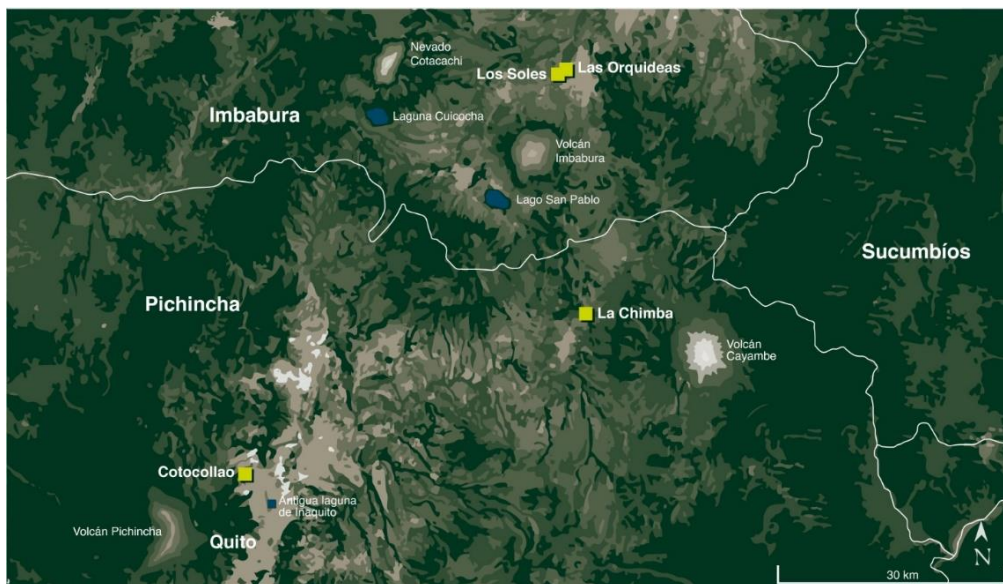 Nevado
Cotacachi
Los Soles
Las Orquideas
Imbabura
Laguna Cuicocha
Volcán
Imbabura
Lago San Pablo
Sucumbíos
Pichincha
La Chimba
Volcán
Cayambe
Cotocollao
Antigua laguna
de Iñaquito
Volcán Pichincha
Quito
N
30 km